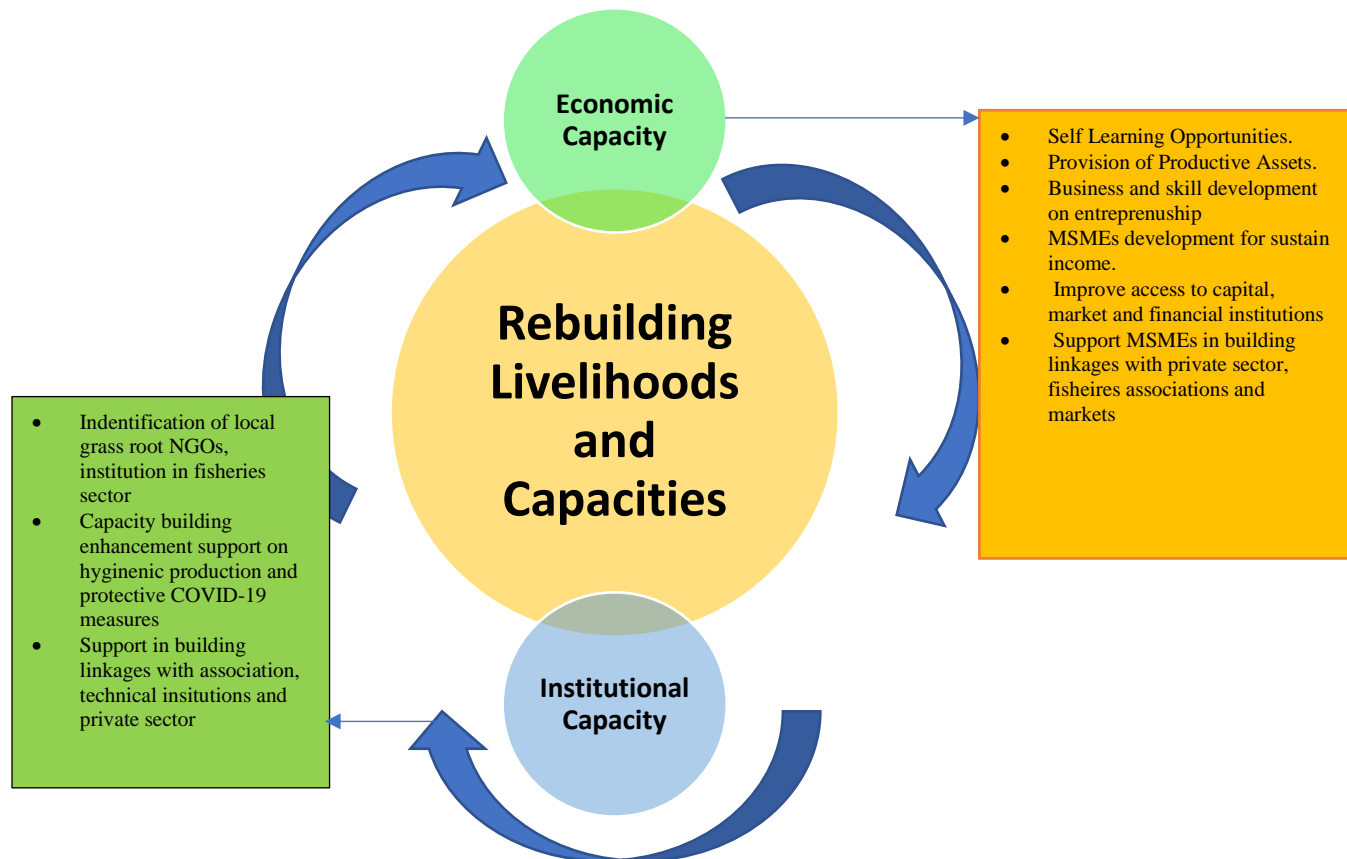 Economic
Capacity
• Self Learning Opportunities.
• Provision of Productive Assets.
• Business and skill development
on entreprenuship
• MSMEs development for sustain
income.
• Improve access to capital,
market and financial institutions
• Support MSMEs in building
linkages with private sector,
fisheires associations and
markets
Rebuilding
Livelihoods
and
Capacities
• Indentification of local
grass root NGOs,
institution in fisheries
sector
• Capacity building
enhancement support on
hyginenic production and
protective COVID-19
measures
• Support in building
linkages with association,
technical insitutions and
private sector
Institutional
Capacity